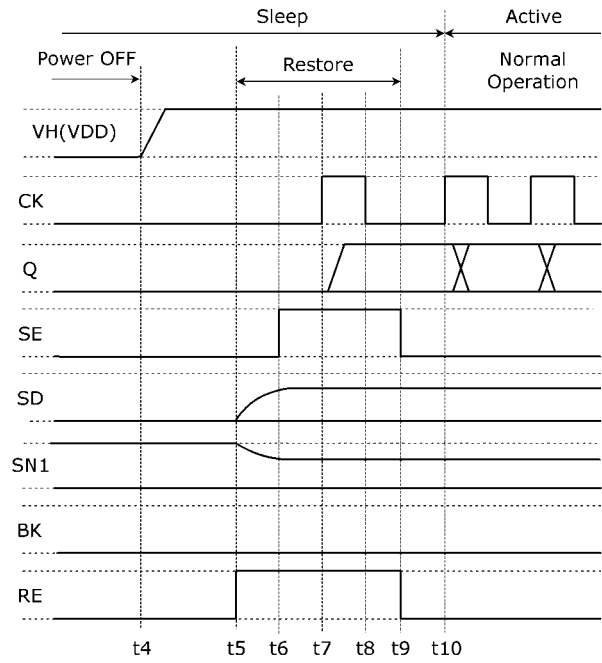 Sleep
Active
Power OFF
Restore
Normal
Operation
VH(VDD)
CK
Q
SE
SD
SN1
BK
RE
t4 t5 t6 t7 t8 t9 t10